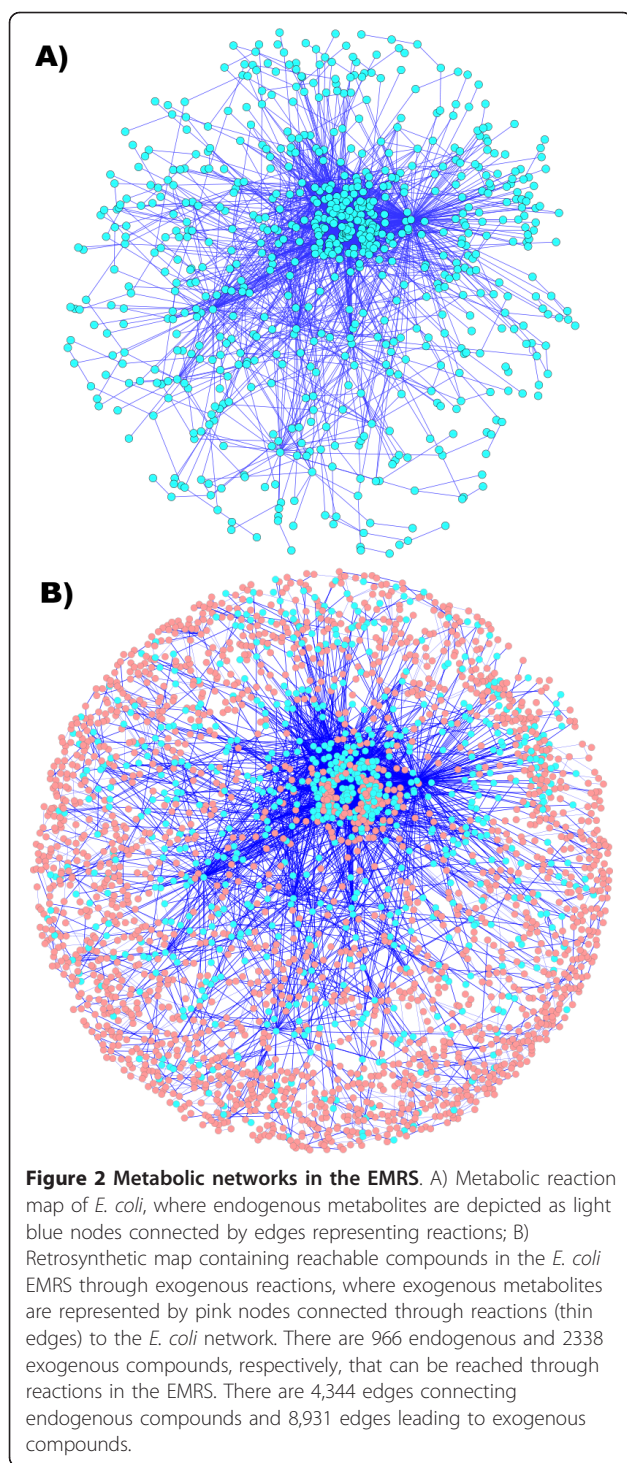 A)
B)
Figure 2 Metabolic networks in the EMRS. A) Metabolic reaction
map of E. coli, where endogenous metabolites are depicted as light
blue nodes connected by edges representing reactions; B)
Retrosynthetic map containing reachable compounds in the E. coli
EMRS through exogenous reactions, where exogenous metabolites
are represented by pink nodes connected through reactions (thin
edges) to the E. coli network. There are 966 endogenous and 2338
exogenous compounds, respectively, that can be reached through
reactions in the EMRS. There are 4,344 edges connecting
endogenous compounds and 8,931 edges leading to exogenous
compounds.